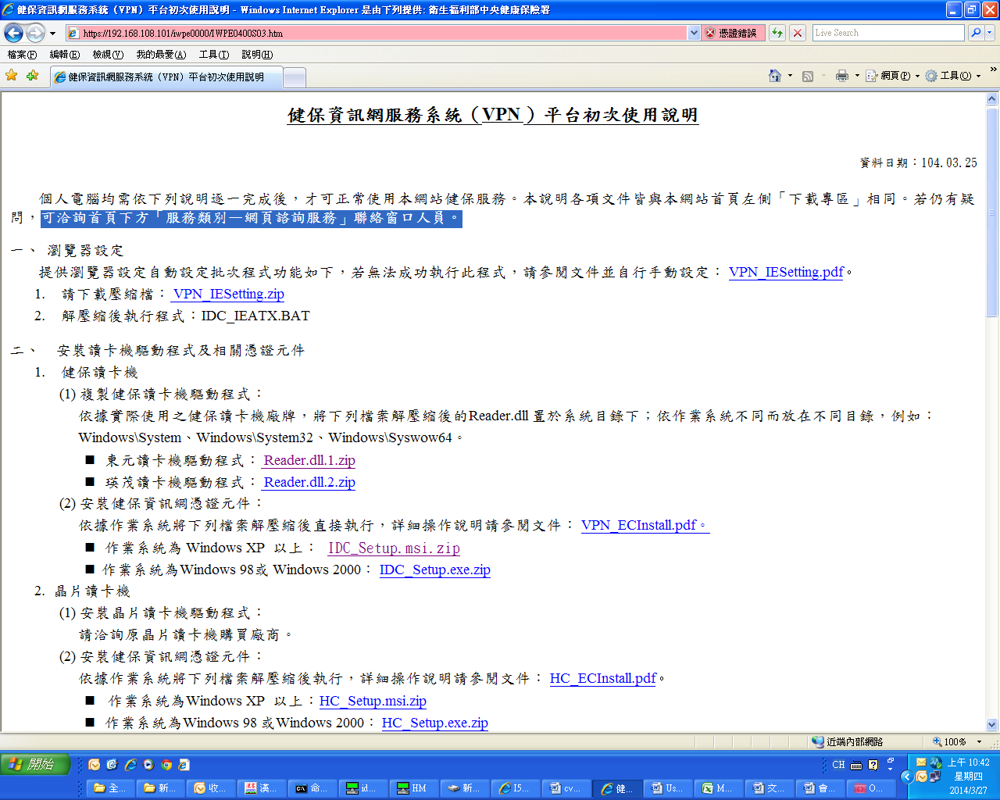 健保資訊網服務系統（VPN）平台初次使用說明 - Windows Internet Explorer 是由下列提供: 衛生福利部中央健康保險署
https://192.168.108.101/iwpe0000/IWPE0400S03.htm
憑證錯誤
Live Search
檔案(F) 編輯(E) 檢視(V) 我的最愛(A) 工具(T) 說明(H)
健保資訊網服務系統（VPN）平台初次使用說明
網頁(P) 工具(O) »
健保資訊網服務系統（VPN）平台初次使用說明
資料日期：104.03.25
個人電腦均需依下列說明逐一完成後，才可正常使用本網站健保服務。本說明各項文件皆與本網站首頁左側「下載專區」相同。若仍有疑
問，可洽詢首頁下方「服務類別—網頁諮詢服務」聯絡窗口人員。
一、 瀏覽器設定
提供瀏覽器設定自動設定批次程式功能如下，若無法成功執行此程式，請參閱文件並自行手動設定： VPN_IESetting.pdf。
1. 請下載壓縮檔： VPN_IESetting.zip
2. 解壓縮後執行程式：IDC_IEATX.BAT
二、 安裝讀卡機驅動程式及相關憑證元件
1. 健保讀卡機
(1) 複製健保讀卡機驅動程式：
依據實際使用之健保讀卡機廠牌，將下列檔案解壓縮後的Reader.dll 置於系統目錄下；依作業系統不同而放在不同目錄，例如：
Windows\System、Windows\System32、Windows\Syswow64。
■ 東元讀卡機驅動程式： Reader.dll.1.zip
■ 瑛茂讀卡機驅動程式： Reader.dll.2.zip
(2) 安裝健保資訊網憑證元件：
依據作業系統將下列檔案解壓縮後直接執行，詳細操作說明請參閱文件： VPN_ECInstall.pdf。
■ 作業系統為 Windows XP 以上： IDC_Setup.msi.zip
■ 作業系統為Windows 98或 Windows 2000： IDC_Setup.exe.zip
2. 晶片讀卡機
(1) 安裝晶片讀卡機驅動程式：
請洽詢原晶片讀卡機購買廠商。
(2) 安裝健保資訊網憑證元件：
依據作業系統將下列檔案解壓縮後執行，詳細操作說明請參閱文件： HC_ECInstall.pdf。
■ 作業系統為Windows XP 以上：HC_Setup.msi.zip
■ 作業系統為Windows 98 或Windows 2000： HC_Setup.exe.zip
近端內部網路 100%
開始 CH 上午 10:42
星期四
2014/3/27
全... 新... 收... 漢... 命... id... HM 新... I5... cv... 健... Us... M... 文... 會... O...